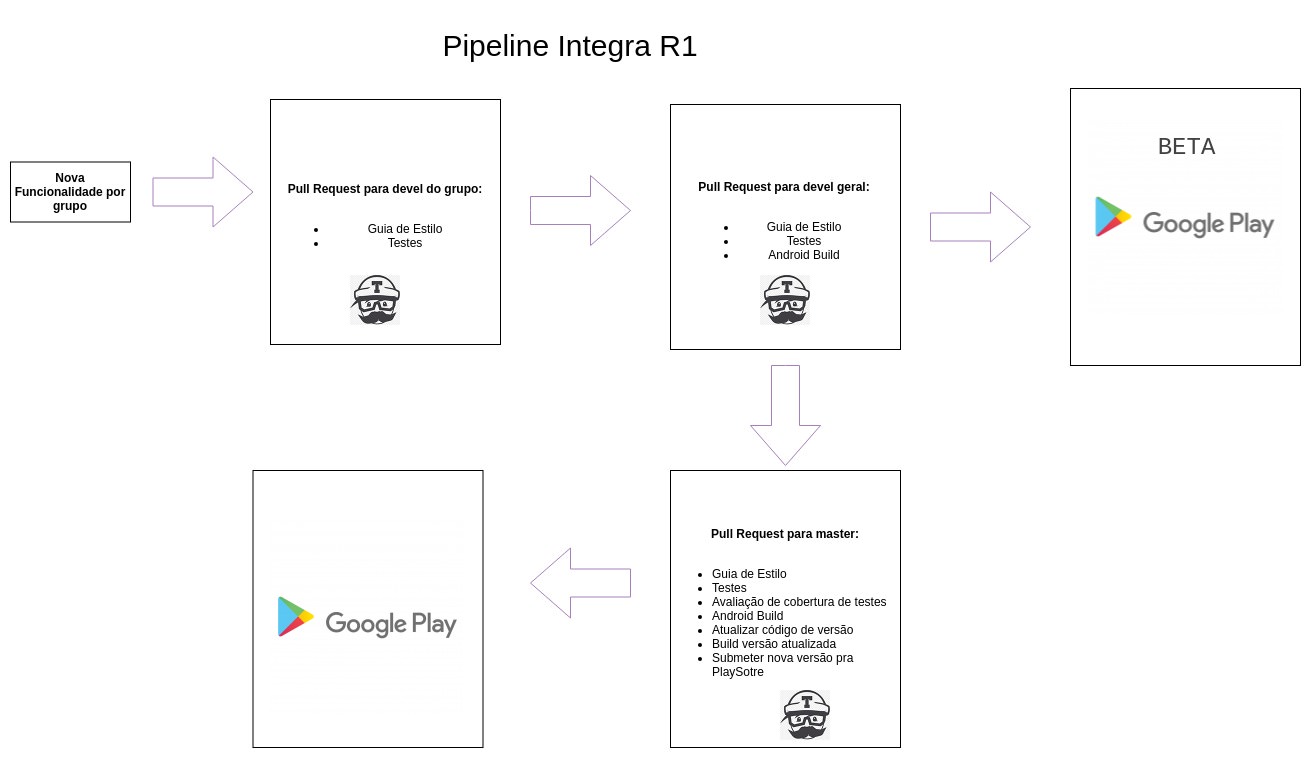 Pipeline Integra R1
Nova
Funcionalidade por
grupo
Pull Request para devel do grupo:
• Guia de Estilo
• Testes
T
Pull Request para devel geral:
• Guia de Estilo
• Testes
• Android Build
T
BETA
Google Play
Pull Request para master:
• Guia de Estilo
• Testes
• Avaliação de cobertura de testes
• Android Build
• Atualizar código de versão
• Build versão atualizada
• Submeter nova versão pra
PlaySotre
T
Google Play